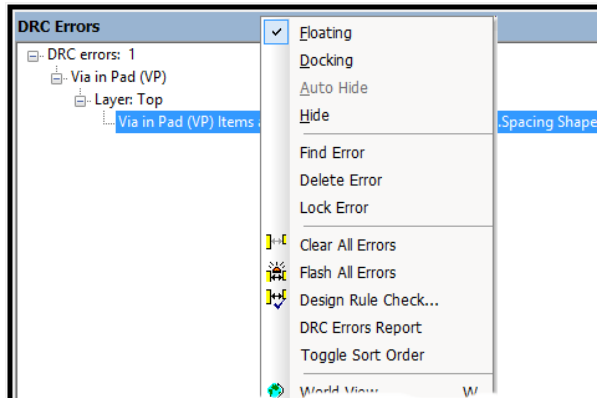 DRC Errors
DRC errors: 1
Via in Pad (VP)
Layer: Top
Via in Pad (VP) Items
.Spacing Shape
Floating
Docking
Auto Hide
Hide
Find Error
Delete Error
Lock Error
Clear All Errors
Flash All Errors
Design Rule Check...
DRC Errors Report
Toggle Sort Order
World View W